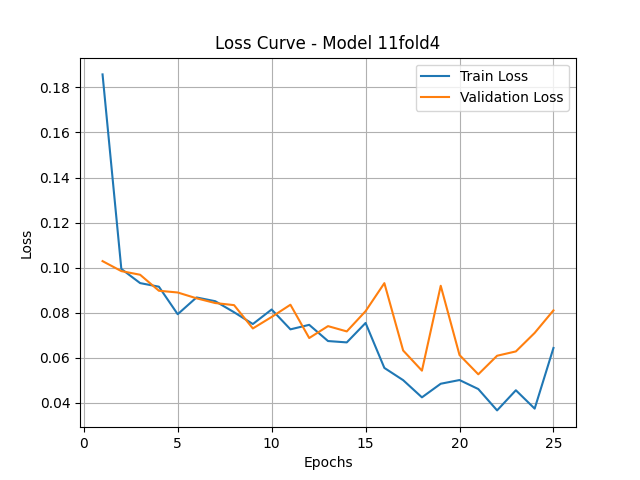 Loss Curve - Model 11fold4
Train Loss
Validation Loss
0.18
0.16
0.14
0.12
0.10
0.08
0.06
0.04
Loss
0
5
10
15
20
25
Epochs